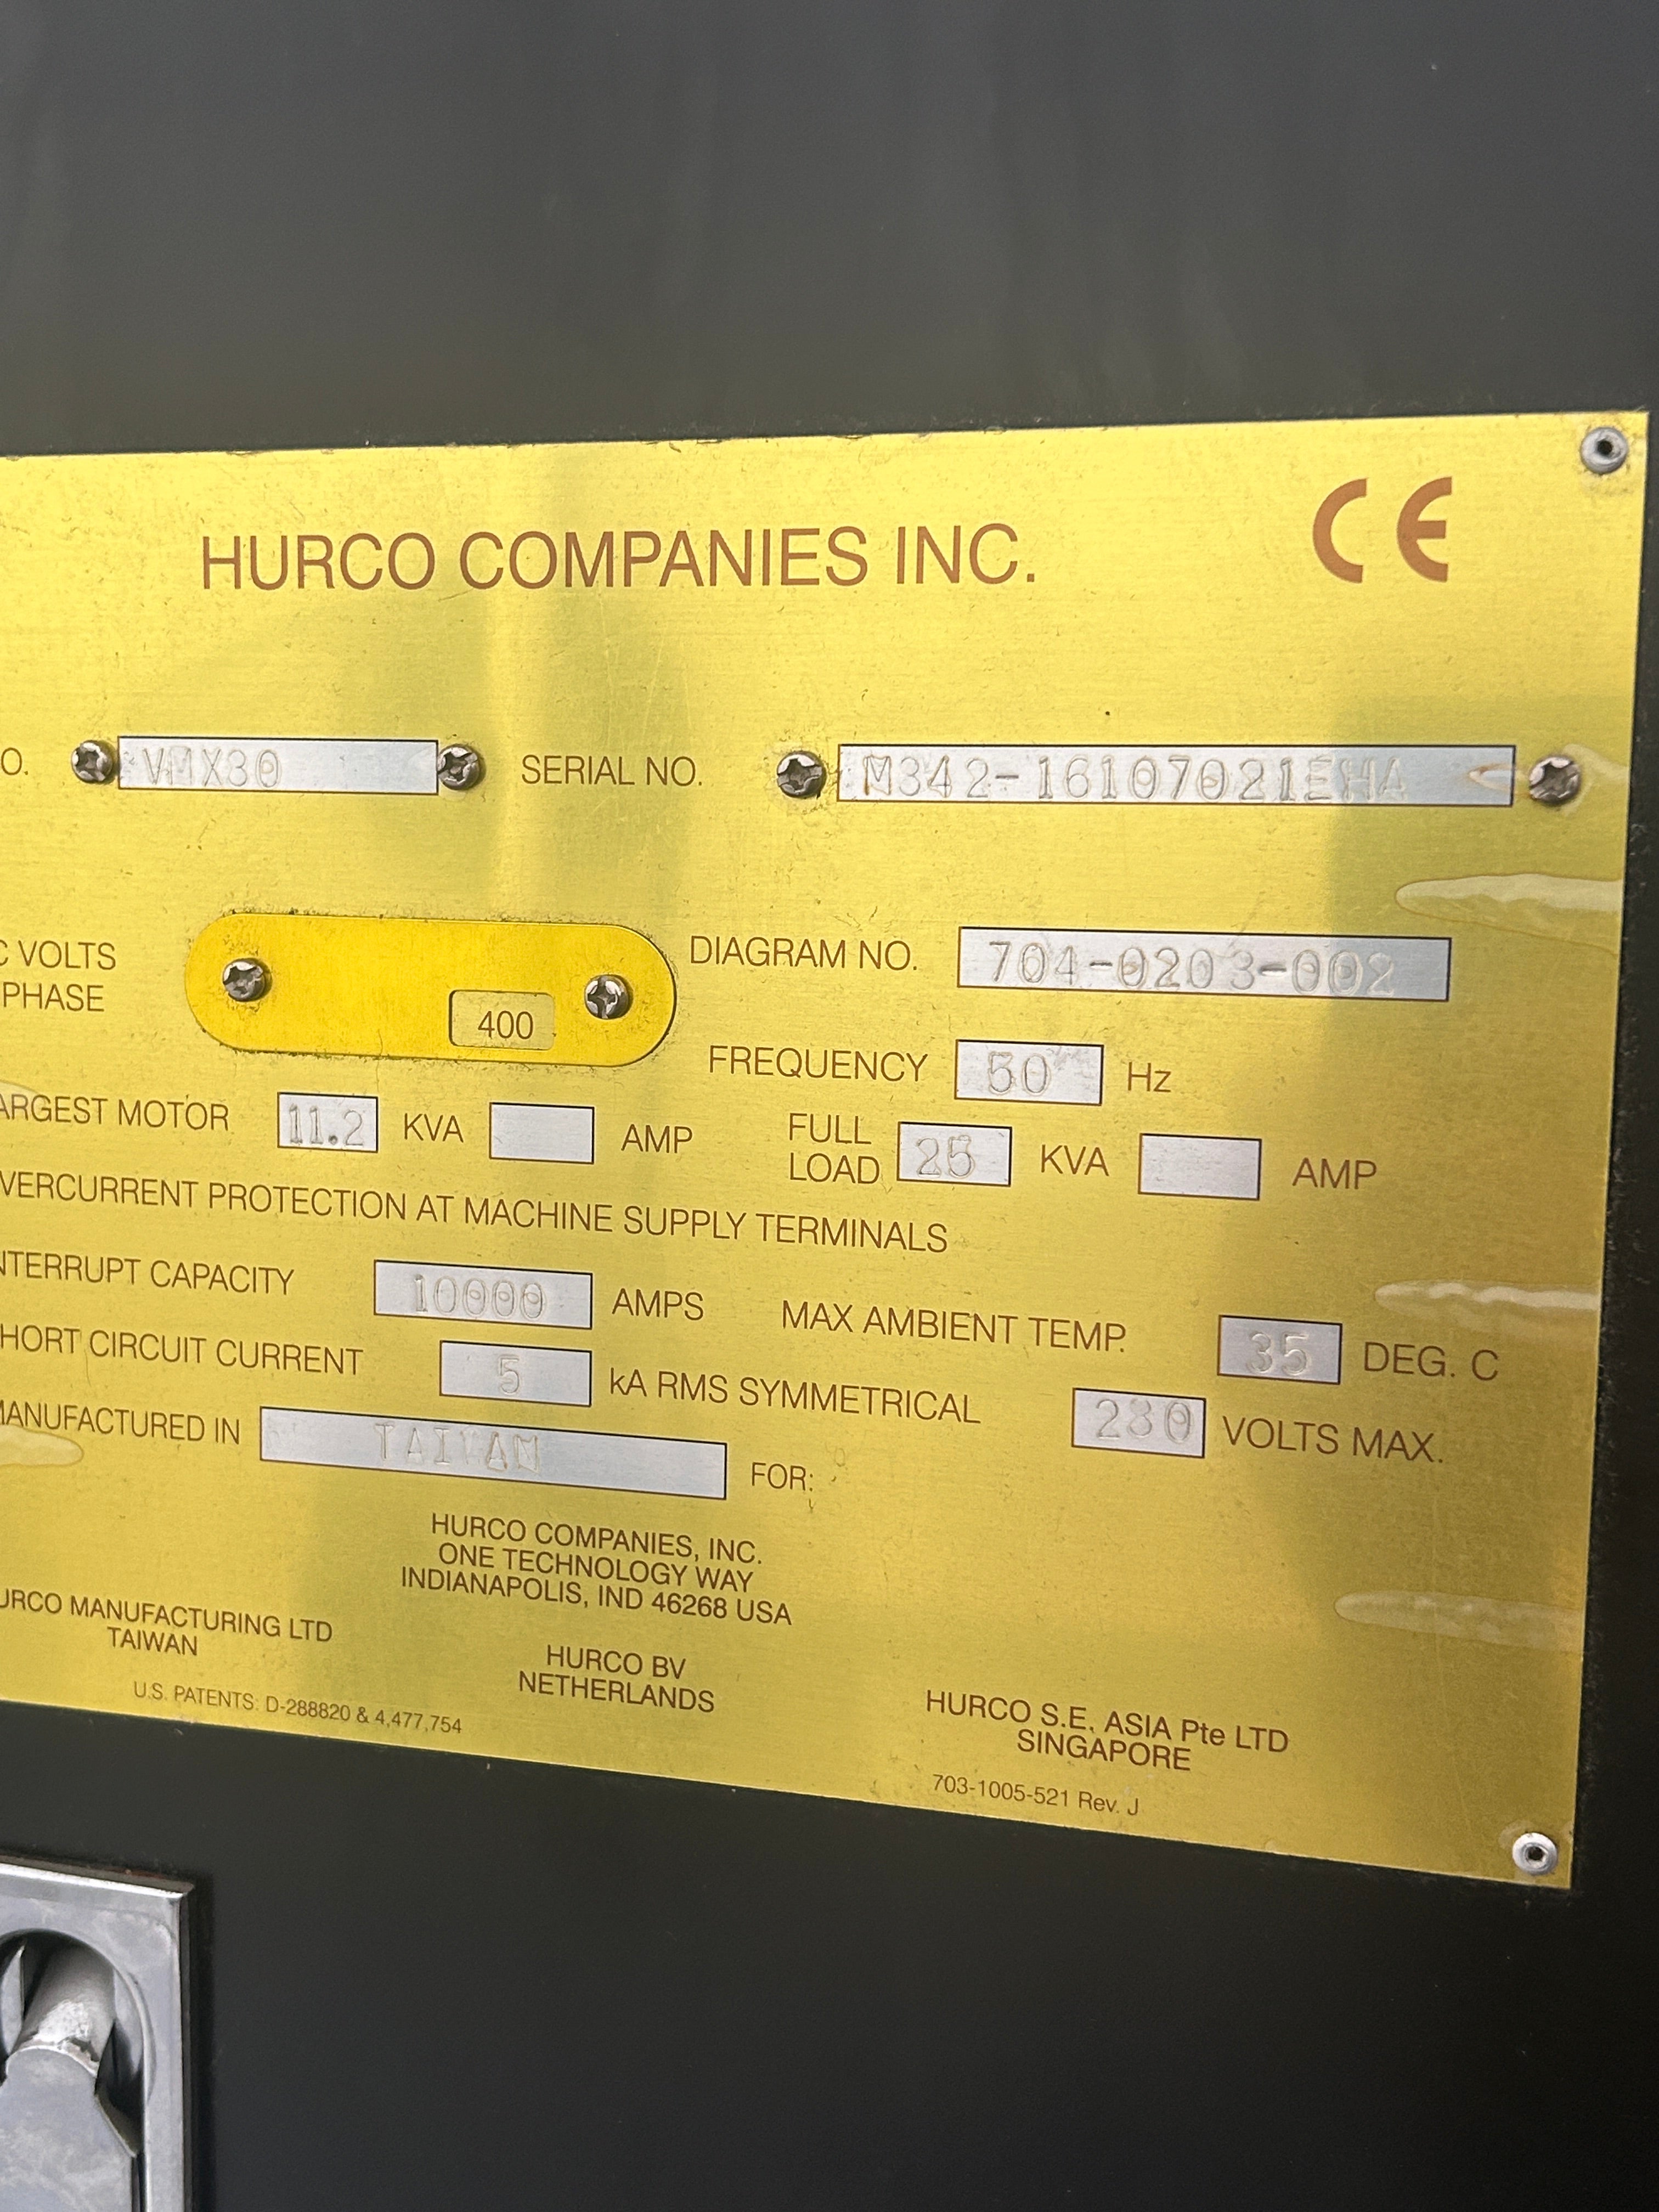 HURCO COMPANIES INC. CE
O. VMX30 SERIAL NO. M342-16107021EHA
C VOLTS
PHASE
400
DIAGRAM NO. 704-0203-002
FREQUENCY 50 Hz
ARGEST MOTOR 11.2 KVA AMP
FULL
LOAD 25 KVA AMP
VERCURRENT PROTECTION AT MACHINE SUPPLY TERMINALS
NTERRUPT CAPACITY 10000 AMPS MAX AMBIENT TEMP. 35 DEG. C
HORT CIRCUIT CURRENT 5 kA RMS SYMMETRICAL 230 VOLTS MAX.
MANUFACTURED IN TAIWAN FOR:
HURCO COMPANIES, INC.
ONE TECHNOLOGY WAY
INDIANAPOLIS, IND 46268 USA
URCO MANUFACTURING LTD
TAIWAN
HURCO BV
NETHERLANDS
HURCO S.E. ASIA Pte LTD
SINGAPORE
U.S. PATENTS: D-288820 & 4,477,754
703-1005-521 Rev. J